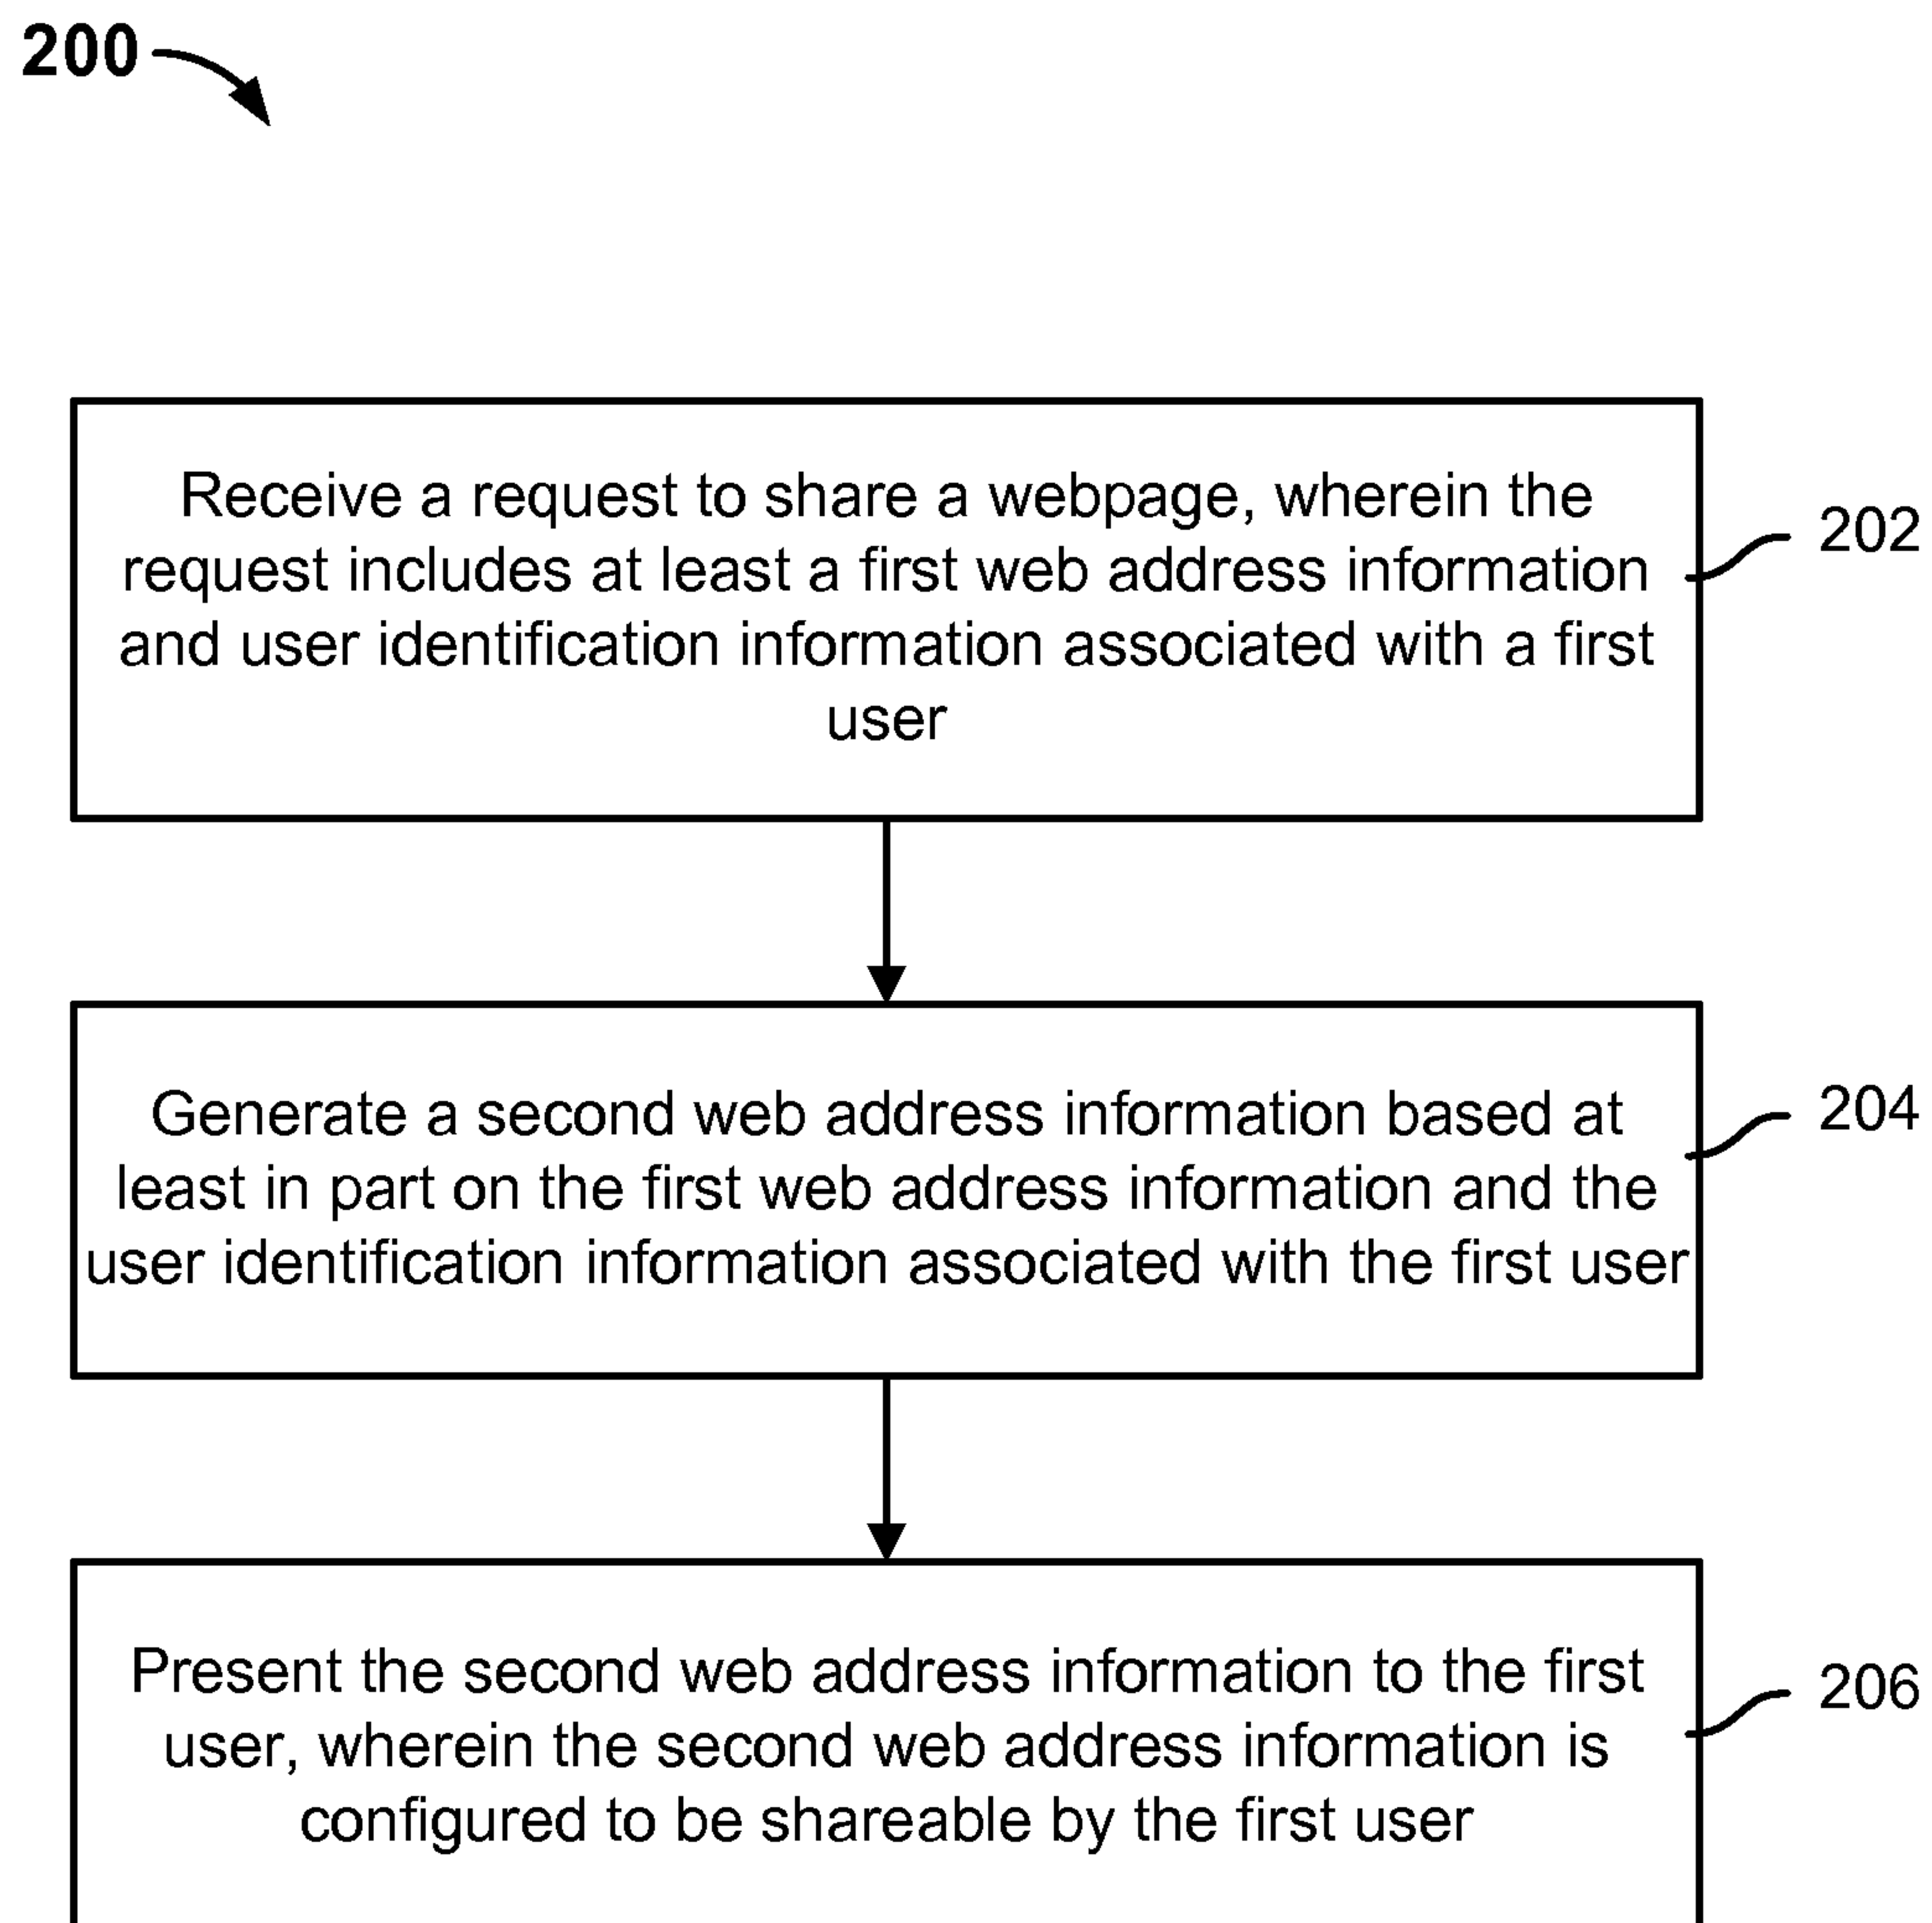 200
Receive a request to share a webpage, wherein the
request includes at least a first web address information
and user identification information associated with a first
user
202
Generate a second web address information based at
least in part on the first web address information and the
user identification information associated with the first user
204
Present the second web address information to the first
user, wherein the second web address information is
configured to be shareable by the first user
206